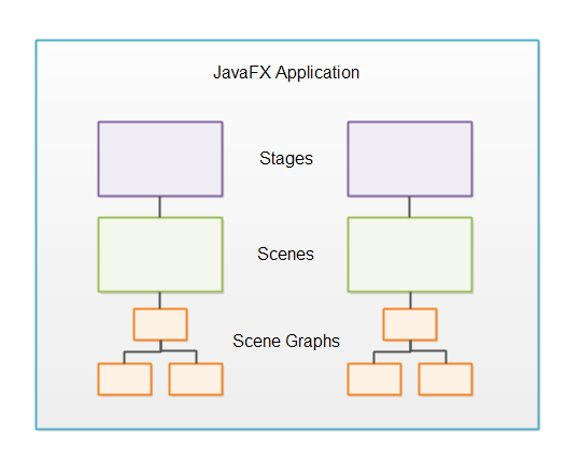 JavaFX Application
Stages
Scenes
Scene Graphs